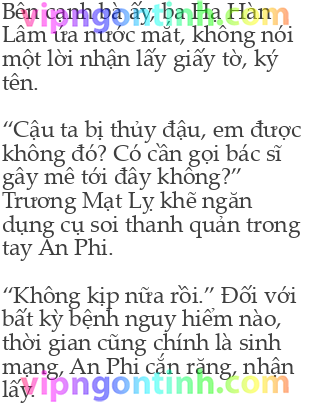 Bên cạnh bà ấy, ba Hạ Hàn
Lâm ứa nước mắt, không nói
một lời nhận lấy giấy tờ, ký
tên.
“Cậu ta bị thủy đậu, em được
không đó? Có cần gọi bác sĩ
gây mê tới đây không?”
Trương Mạt Lỵ khẽ ngăn
dụng cụ soi thanh quản trong
tay An Phi.
“Không kịp nữa rồi.” Đối với
bất kỳ bệnh nguy hiểm nào,
thời gian cũng chính là sinh
mạng, An Phi cắn răng, nhận
lấy.
vipngontinh.com
vipngontinh.com